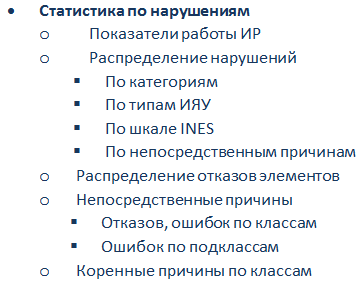 • Статистика по нарушениям
o Показатели работы ИР
o Распределение нарушений
▪ По категориям
▪ По типам ИЯУ
▪ По шкале INES
▪ По непосредственным причинам
o Распределение отказов элементов
o Непосредственные причины
▪ Отказов, ошибок по классам
▪ Ошибок по подклассам
o Коренные причины по классам